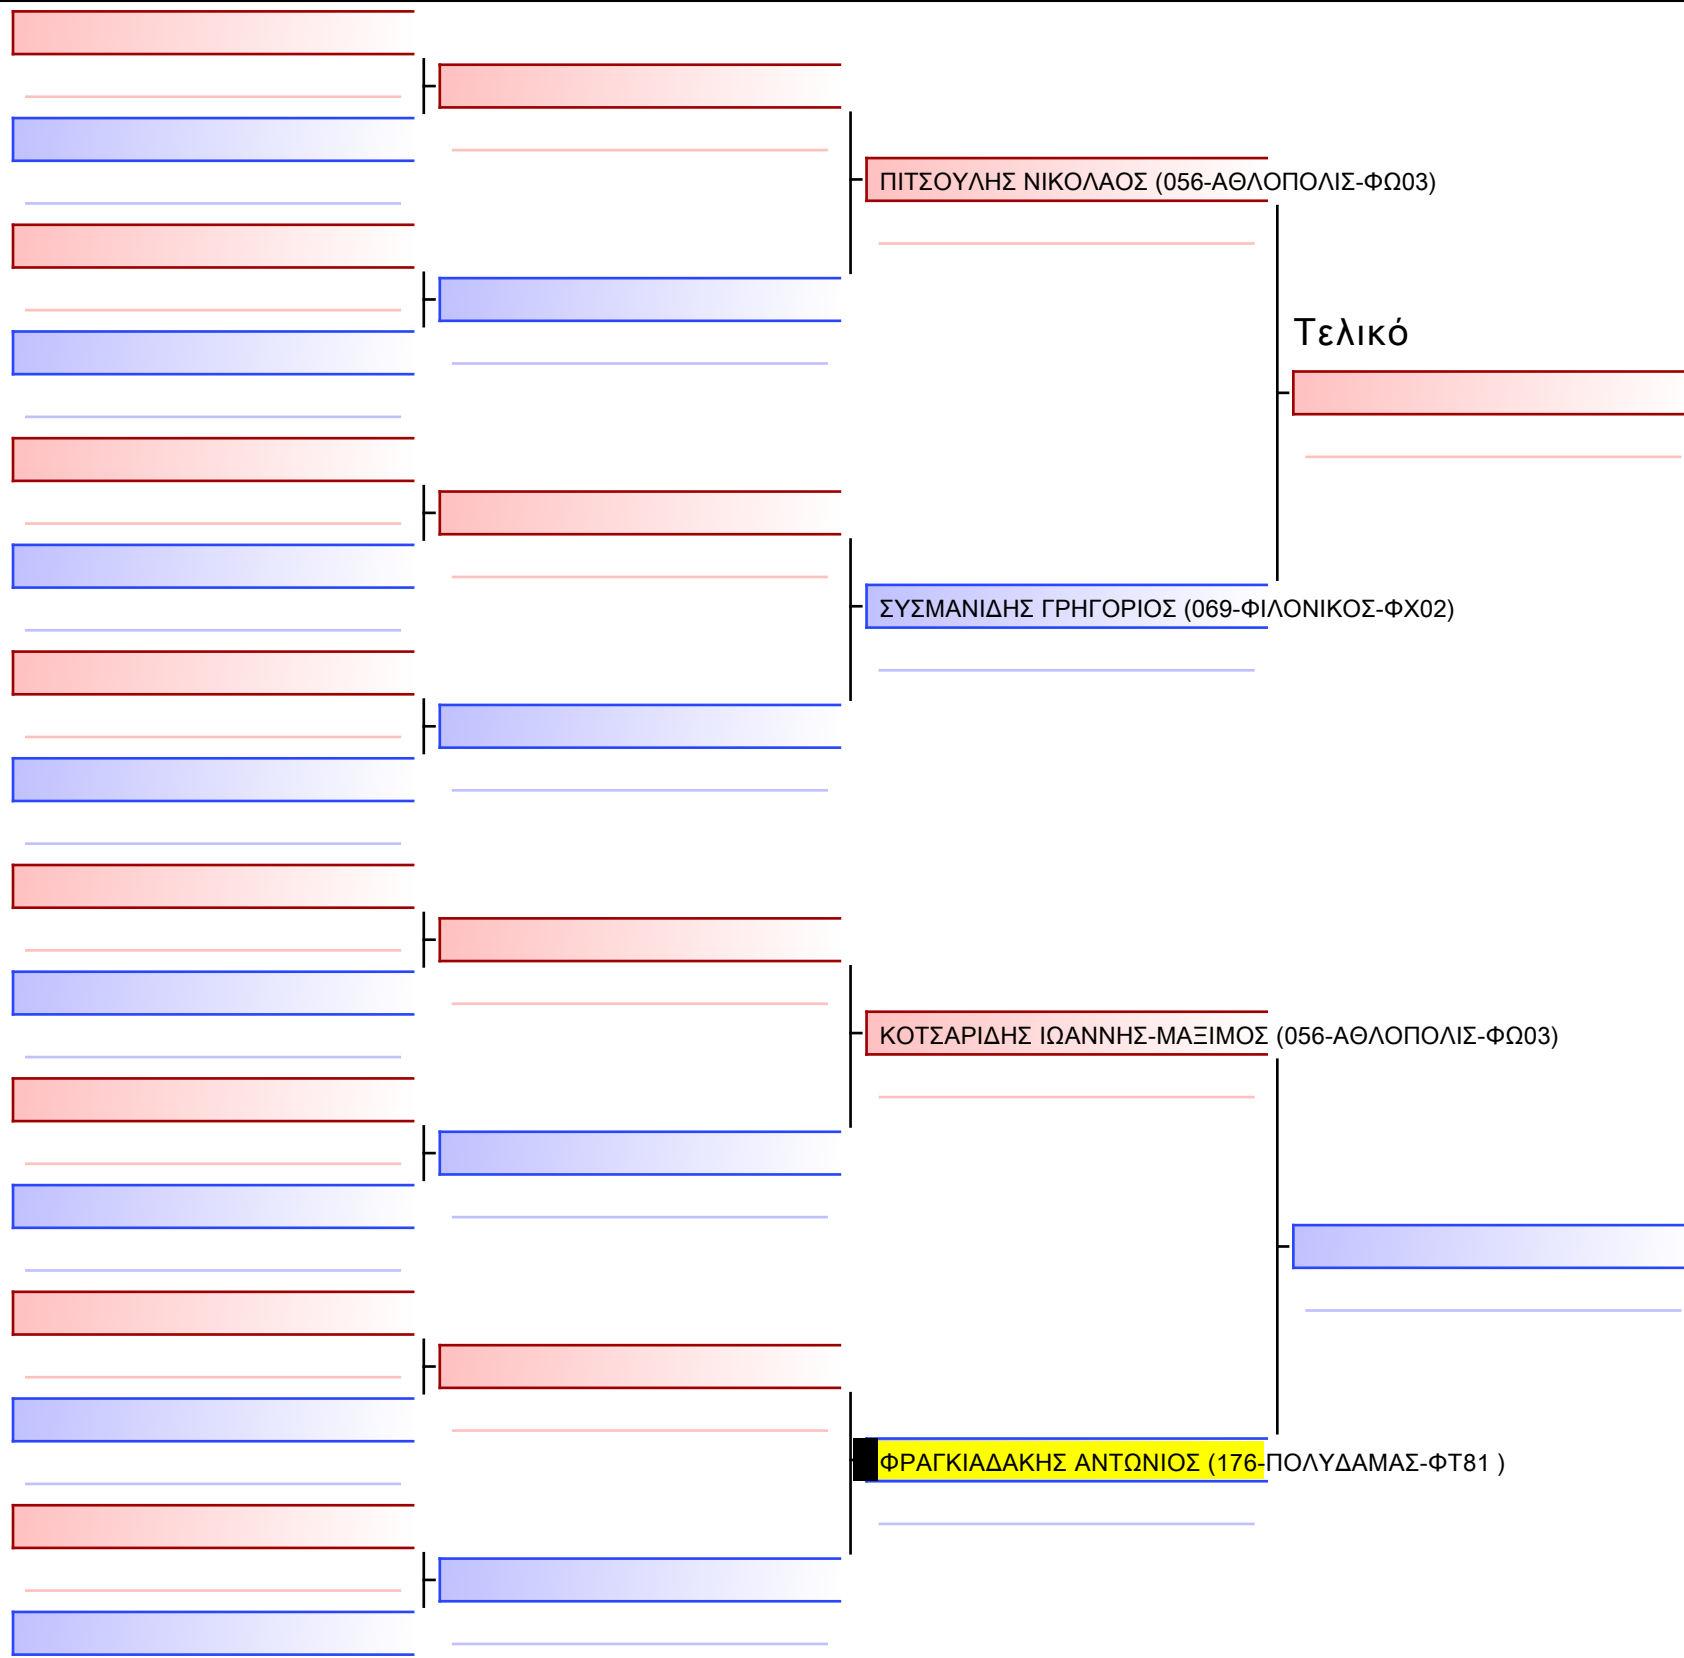 ΠΙΤΣΟΥΛΗΣ ΝΙΚΟΛΑΟΣ (056-ΑΘΛΟΠΟΛΙΣ-ΦΩ03)
Τελικό
ΣΥΣΜΑΝΙΔΗΣ ΓΡΗΓΟΡΙΟΣ (069-ΦΙΛΟΝΙΚΟΣ-ΦΧ02)
ΚΟΤΣΑΡΙΔΗΣ ΙΩΑΝΝΗΣ-ΜΑΞΙΜΟΣ (056-ΑΘΛΟΠΟΛΙΣ-ΦΩ03)
ΦΡΑΓΚΙΑΔΑΚΗΣ ΑΝΤΩΝΙΟΣ (176-ΠΟΛΥΔΑΜΑΣ-ΦΤ81 )